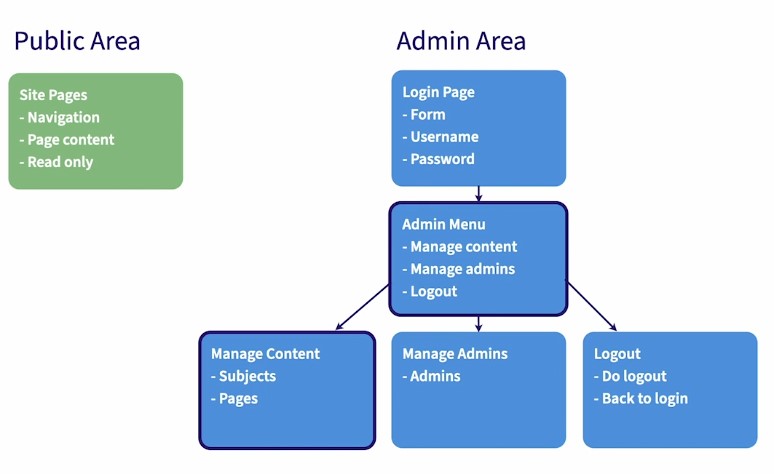 Public Area
Admin Area
Site Pages
- Navigation
- Page content
- Read only
Login Page
- Form
- Username
- Password
Admin Menu
- Manage content
- Manage admins
- Logout
Manage Content
- Subjects
- Pages
Manage Admins
- Admins
Logout
- Do logout
- Back to login